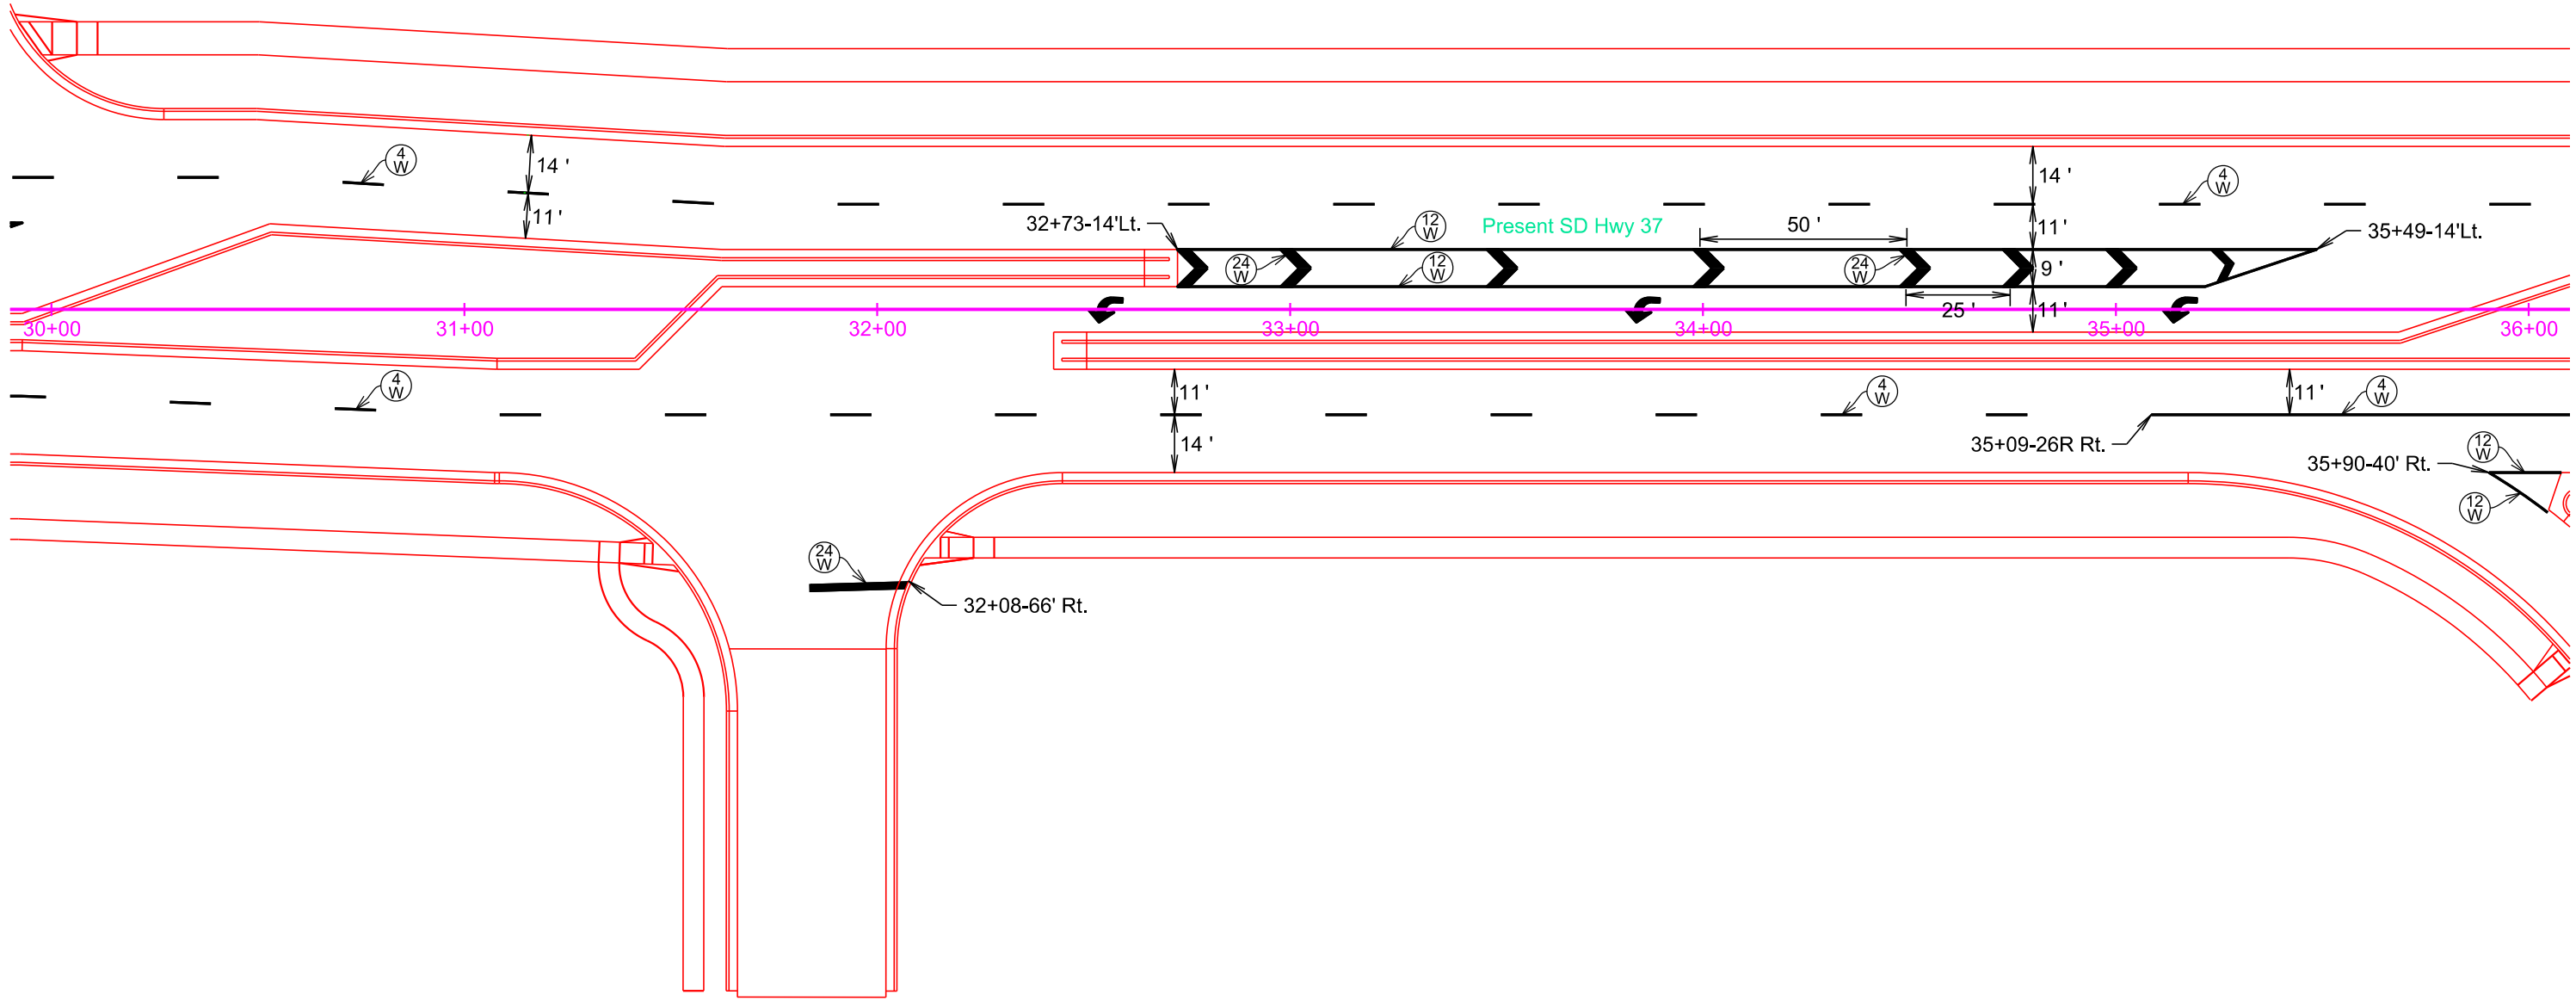 4
W
14 '
11'
32+73-14'Lt.
12
W
Present SD Hwy 37
50 '
14 '
11'
4
W
35+49-14'Lt.
24
W
12
W
24
W
9 '
25 '
11'
30+00
31+00
32+00
33+00
34+00
35+00
36+00
4
W
11'
14 '
4
W
11'
4
W
35+09-26R Rt.
12
W
35+90-40' Rt.
12
W
24
W
32+08-66' Rt.